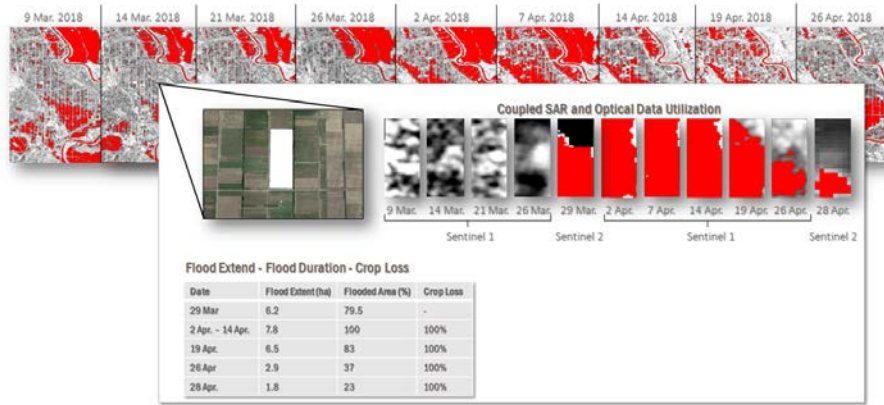 9 Mar. 2018 14 Mar. 2018 21 Mar. 2018 26 Mar. 2018 2 Apr. 2018 7 Apr. 2018 14 Apr. 2018 19 Apr. 2018 26 Apr. 2018
Coupled SAR and Optical Data Utilization
9 Mar. 14 Mar. 21 Mar. 26 Mar. 29 Mar. 2 Apr. 7 Apr. 14 Apr. 19 Apr. 26 Apr. 28 Apr.
Sentinel 1 Sentinel 2 Sentinel 1 Sentinel 2
Flood Extend - Flood Duration - Crop Loss
Date Flood Extent (ha) Flooded Area (%) Crop Loss
29 Mar 6.2 79.5 -
2 Apr. – 14 Apr. 7.8 100 100%
19 Apr. 6.5 83 100%
26 Apr 2.9 37 100%
28 Apr. 1.8 23 100%